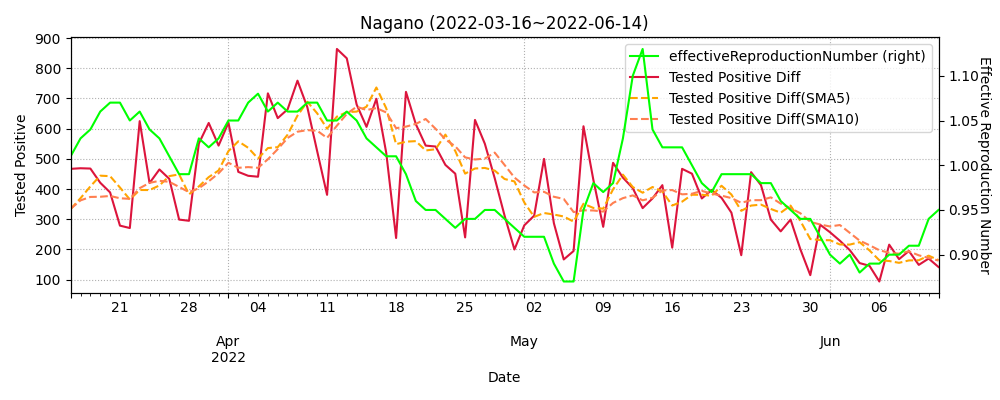 Nagano (2022-03-16~2022-06-14)
900
800
700
600
500
400
300
200
100
Tested Positive
effectiveReproductionNumber (right)
Tested Positive Diff
Tested Positive Diff(SMA5)
Tested Positive Diff(SMA10)
1.10
1.05
1.00
0.95
0.90
Effective Reproduction Number
21 28 04 11 18 25 02 09 16 23 30 06
Apr May Jun
2022
Date